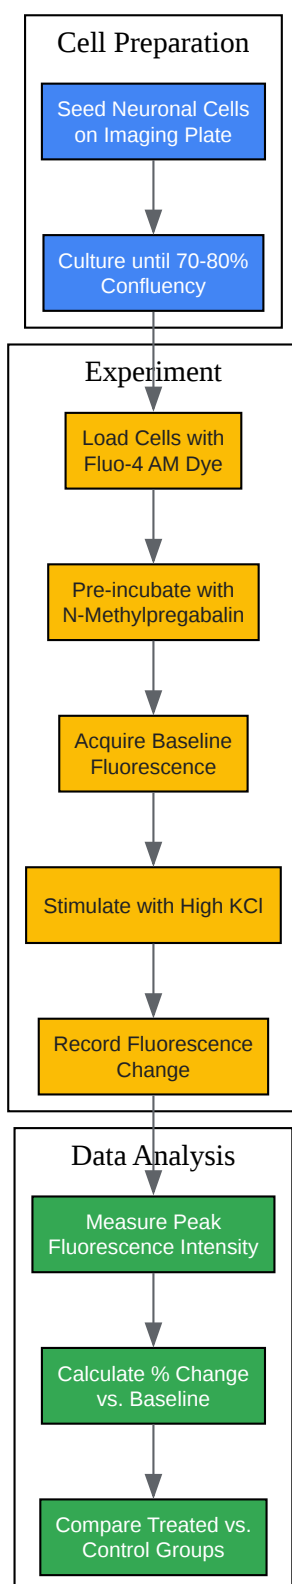 Cell Preparation
Seed Neuronal Cells
on Imaging Plate
Culture until 70-80%
Confluency
Experiment
Load Cells with
Fluo-4 AM Dye
Pre-incubate with
N-Methylpregabalin
Acquire Baseline
Fluorescence
Stimulate with High KCl
Record Fluorescence
Change
Data Analysis
Measure Peak
Fluorescence Intensity
Calculate % Change
vs. Baseline
Compare Treated vs.
Control Groups